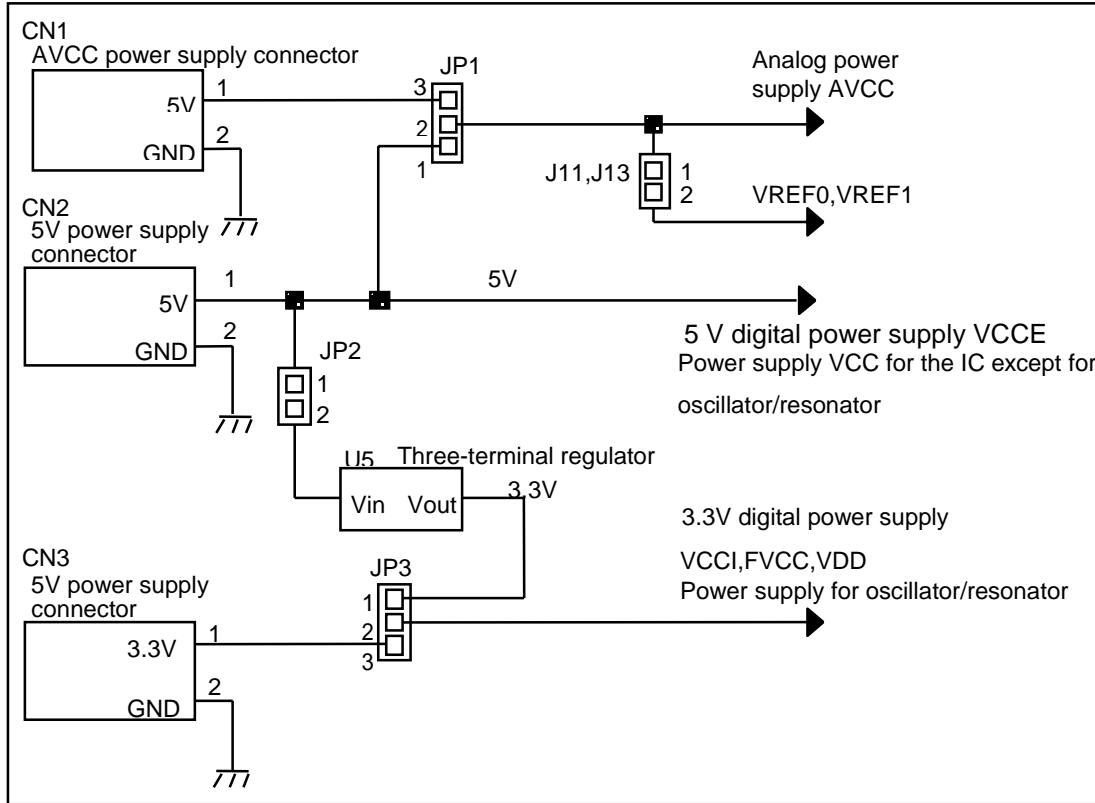 CN1
AVCC power supply connector
1
5V
2
GND
JP1
3
2
1
Analog power
supply AVCC
J11,J13
1
2
VREF0,VREF1
CN2
5V power supply
connector
1
5V
2
GND
5V
5 V digital power supply VCCE
Power supply VCC for the IC except for
oscillator/resonator
JP2
1
2
U5
Three-terminal regulator
Vin
Vout
3.3V
3.3V digital power supply
VCCI,FVCC,VDD
Power supply for oscillator/resonator
CN3
5V power supply
connector
1
3.3V
2
GND
JP3
1
2
3